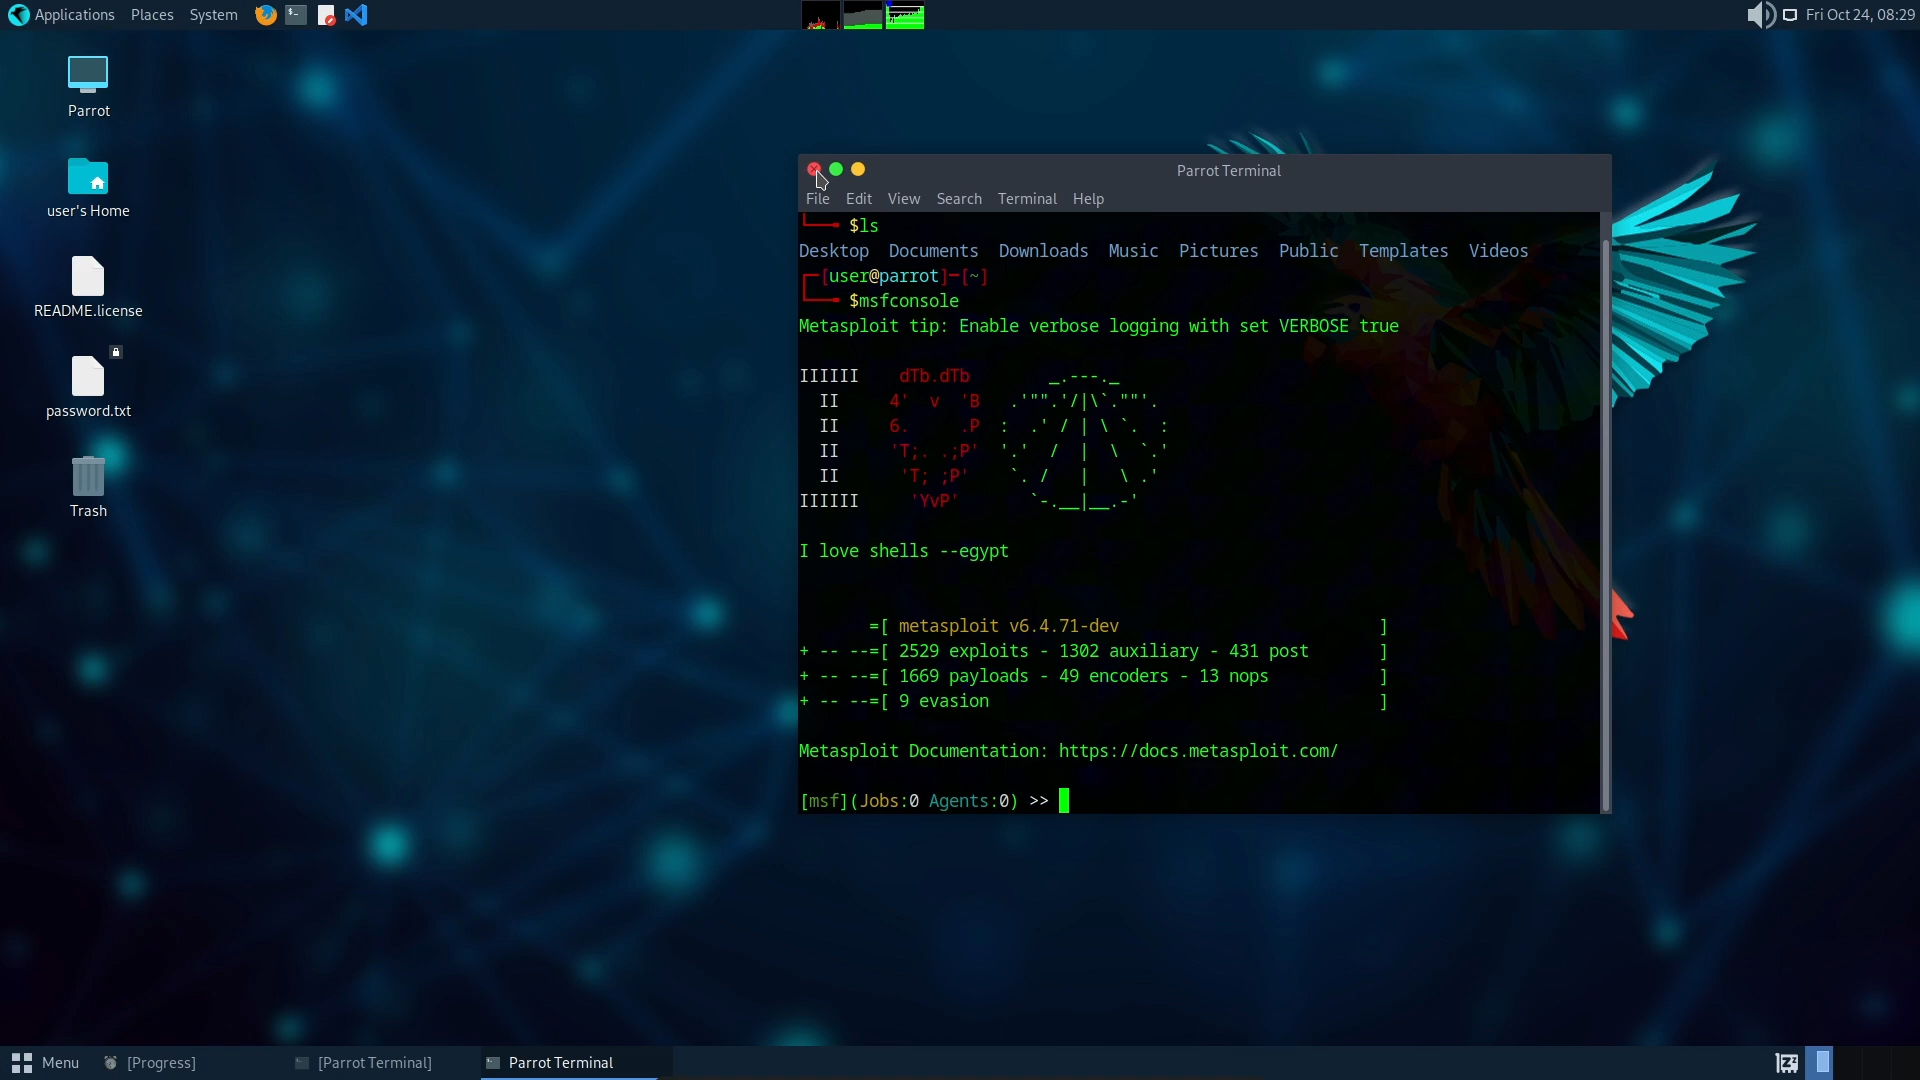 Applications Places System
Fri Oct 24, 08:29
Parrot
user's Home
README.license
password.txt
Trash
Parrot Terminal
File Edit View Search Terminal Help
$ls
Desktop Documents Downloads Music Pictures Public Templates Videos
[user@parrot]─[~]
$msfconsole
Metasploit tip: Enable verbose logging with set VERBOSE true
IIIIII    dTb.dTb        _.---._
  II     4'  v  'B   .'"".'/|\`.""'.
  II     6.     .P  :  .' / | \ `.  :
  II     'T;. .;P'  '.'  /  |  \  `.'
  II      'T; ;P'    `. /   |   \ .'
IIIIII     'YvP'       `-.__|__.-'
I love shells --egypt
=[ metasploit v6.4.71-dev ]
+ -- --=[ 2529 exploits - 1302 auxiliary - 431 post ]
+ -- --=[ 1669 payloads - 49 encoders - 13 nops ]
+ -- --=[ 9 evasion ]
Metasploit Documentation: https://docs.metasploit.com/
[msf](Jobs:0 Agents:0) >>
Menu [Progress] [Parrot Terminal] Parrot Terminal